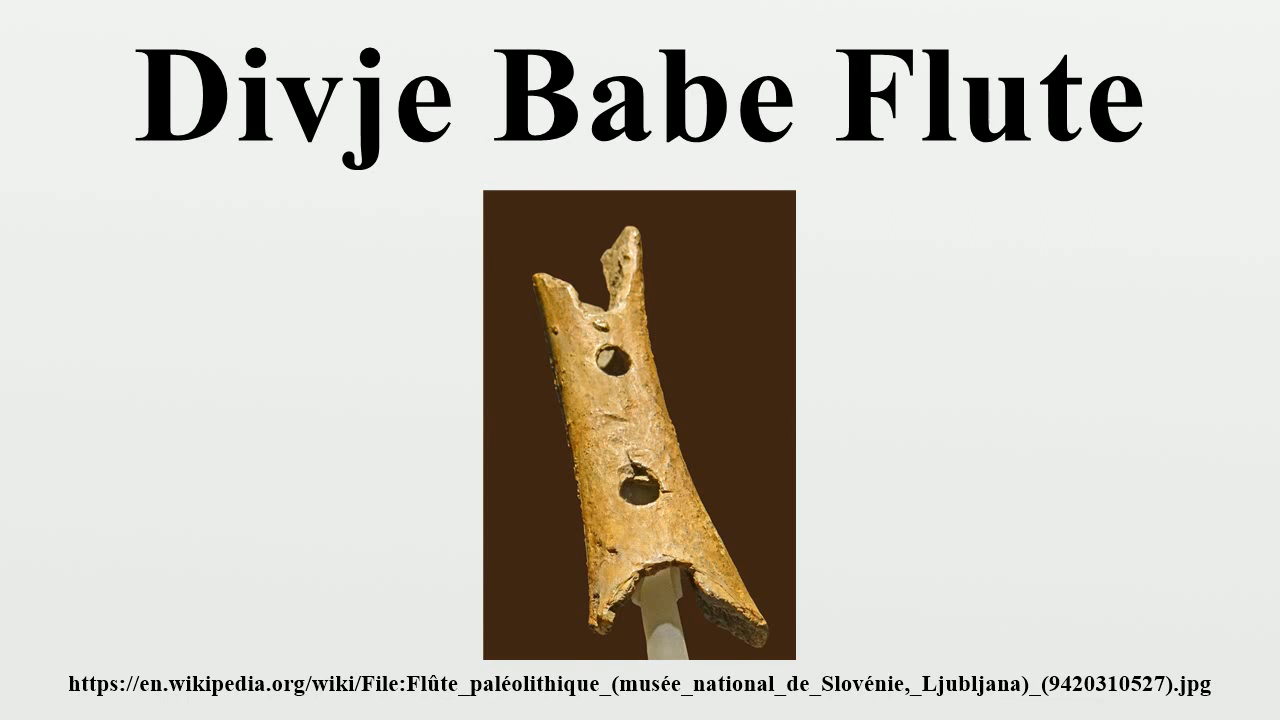 Divje Babe Flute
https://en.wikipedia.org/wiki/File:Flûte_paléolithique_(musée_national_de_Slovénie,_Ljubljana)_(9420310527).jpg